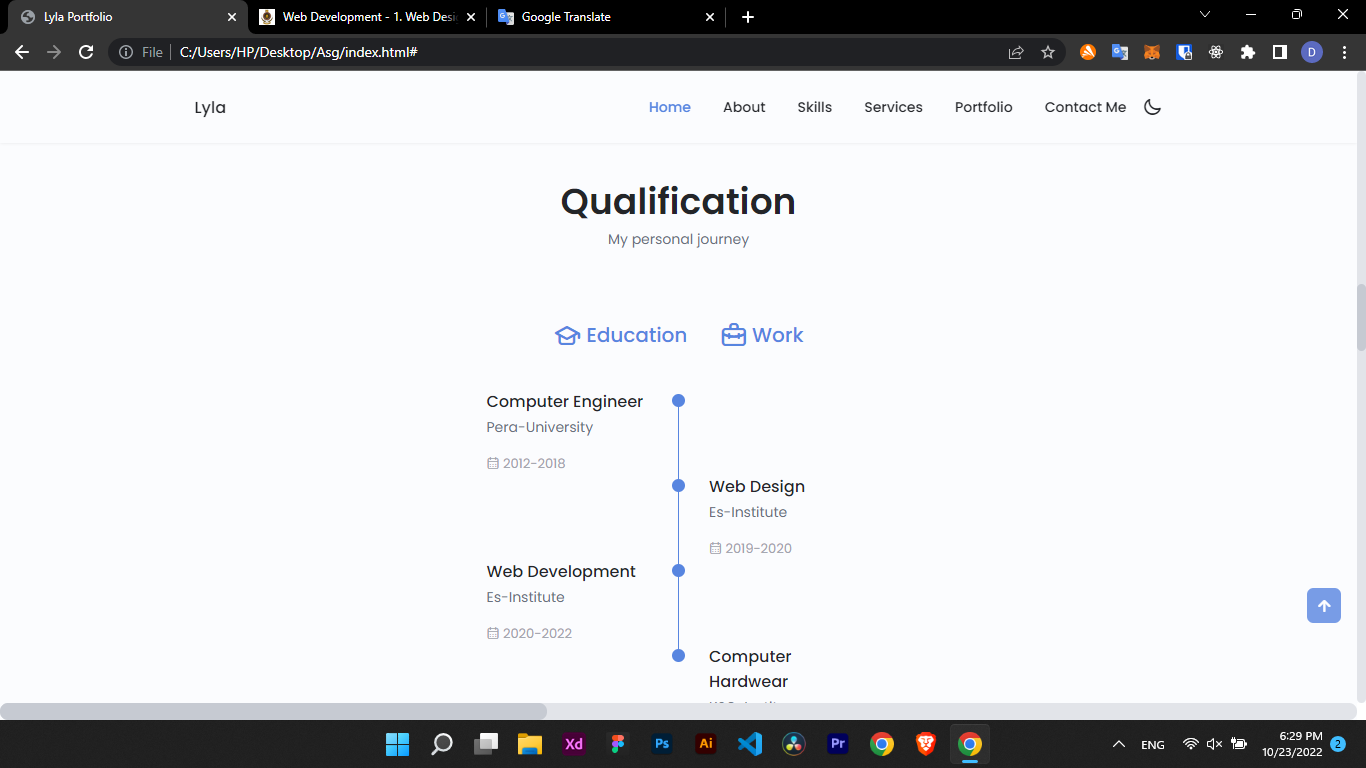 Lyla Portfolio
Web Development - 1. Web Desi
Google Translate
File
C:/Users/HP/Desktop/Asg/index.html#
D
Lyla
Home
About
Skills
Services
Portfolio
Contact Me
Qualification
My personal journey
Education
Work
Computer Engineer
Pera-University
2012-2018
Web Design
Es-Institute
2019-2020
Web Development
Es-Institute
2020-2022
Computer
Hardwear
Xd
Ps
Ai
Pr
ENG
6:29 PM
10/23/2022
2